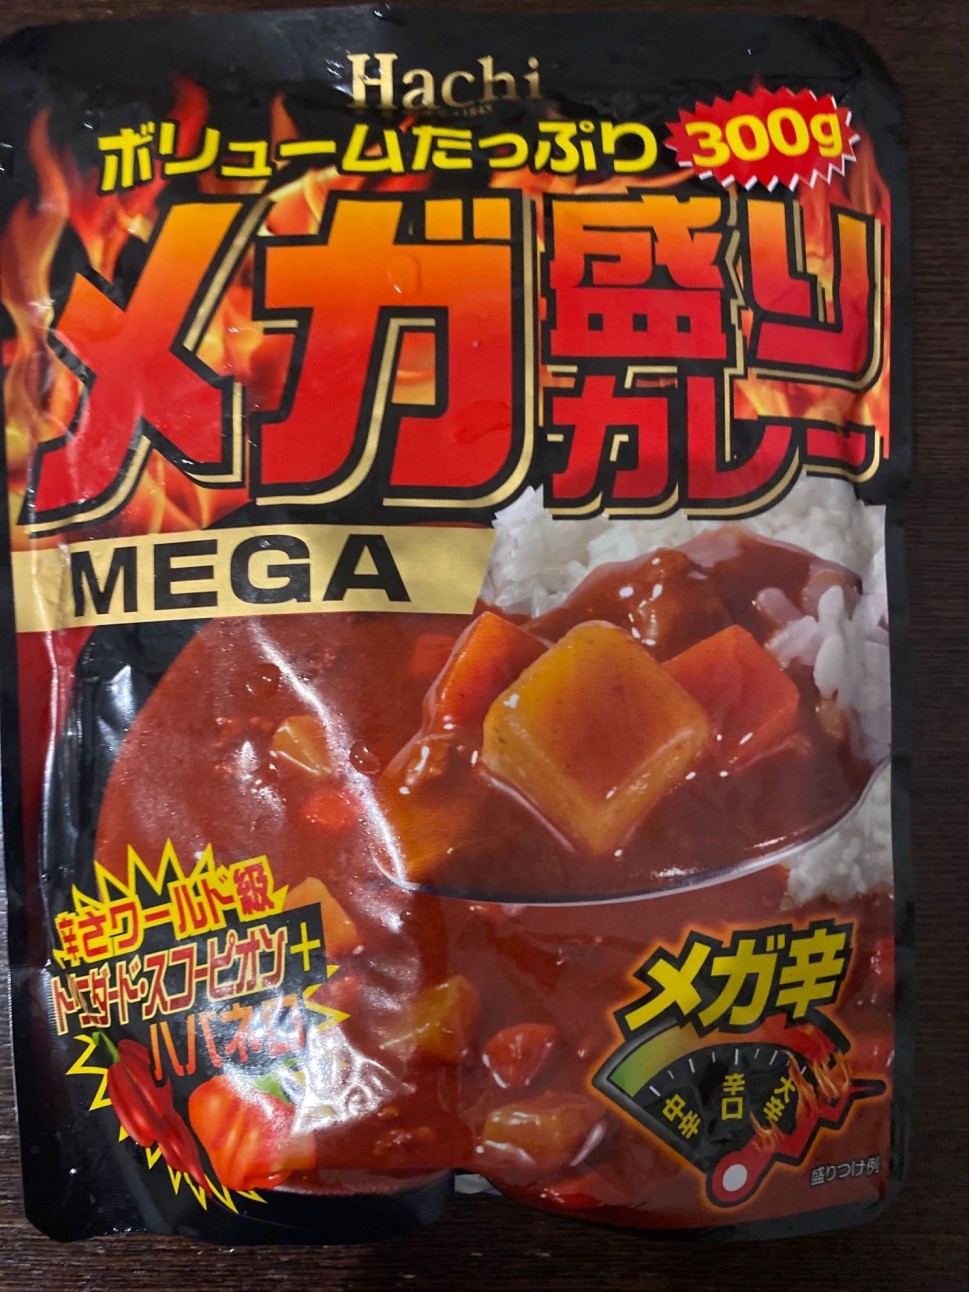 Hachi
ボリュームたっぷり 300g
メガ盛り
カレー
MEGA
辛さワールド級
トリニダード・スコーピオン+
ハバネロ
メガ辛
中辛 辛口 大辛
盛りつけ例